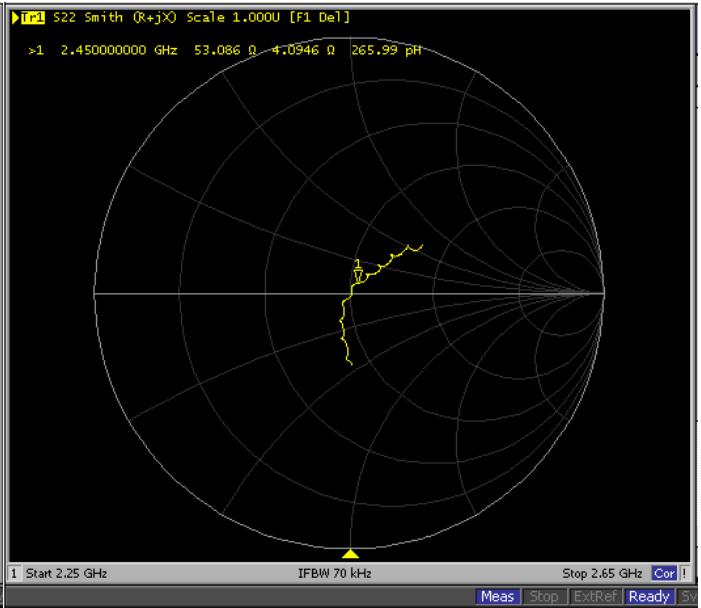 Tr1 S22 Smith (R+jX) Scale 1.000U [F1 Del]
>1 2.450000000 GHz 53.086 Ω 4.0946 Ω 265.99 pH
1
1 Start 2.25 GHz IFBW 70 kHz Stop 2.65 GHz Cor !
Meas Stop ExtRef Ready Sv